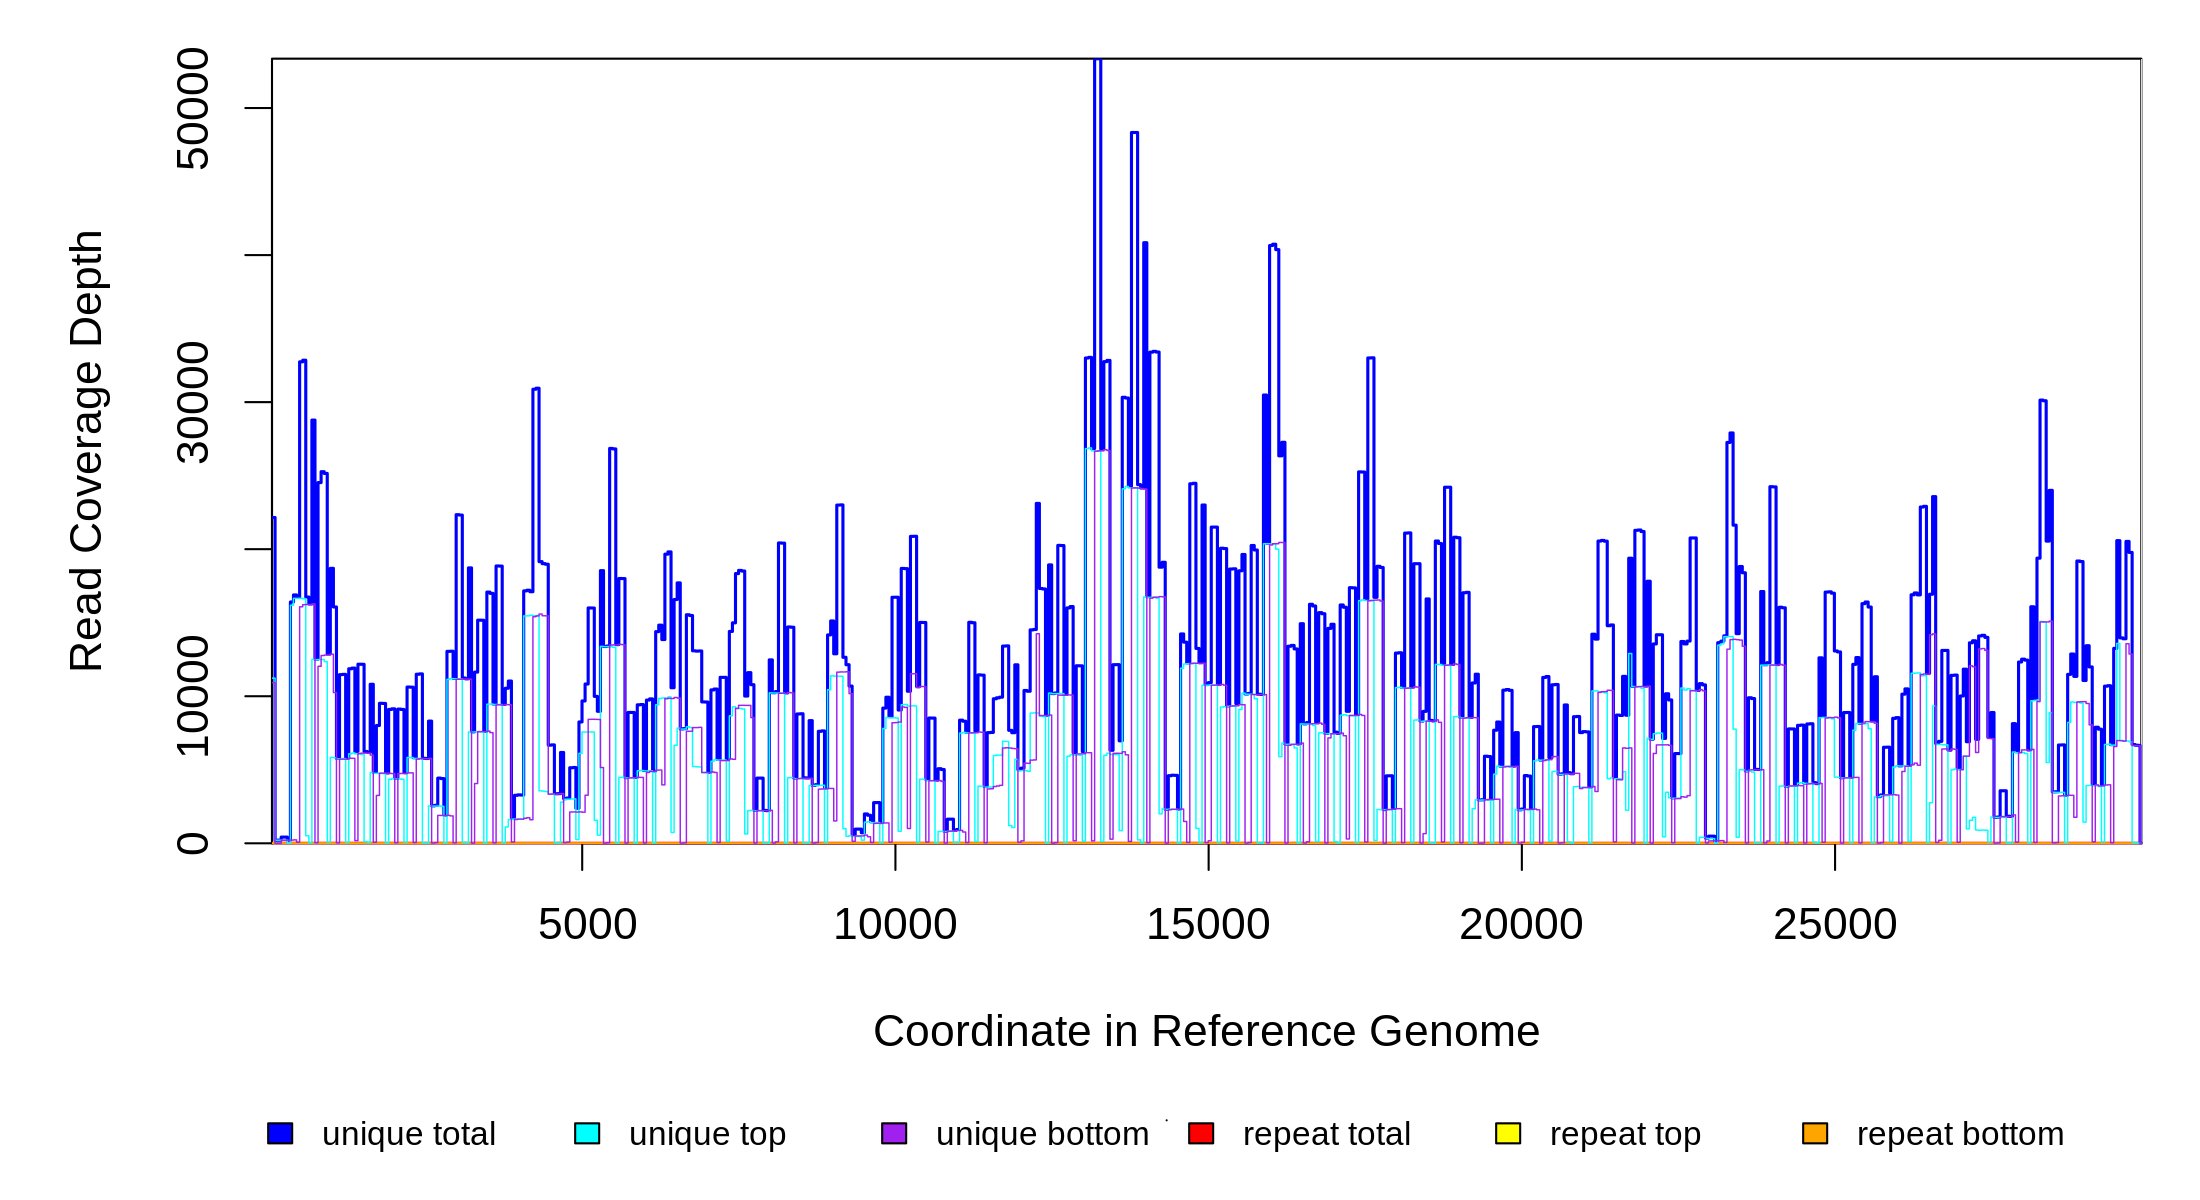 50000
30000
10000
0
Read Coverage Depth
5000 10000 15000 20000 25000
Coordinate in Reference Genome
unique total unique top unique bottom repeat total repeat top repeat bottom